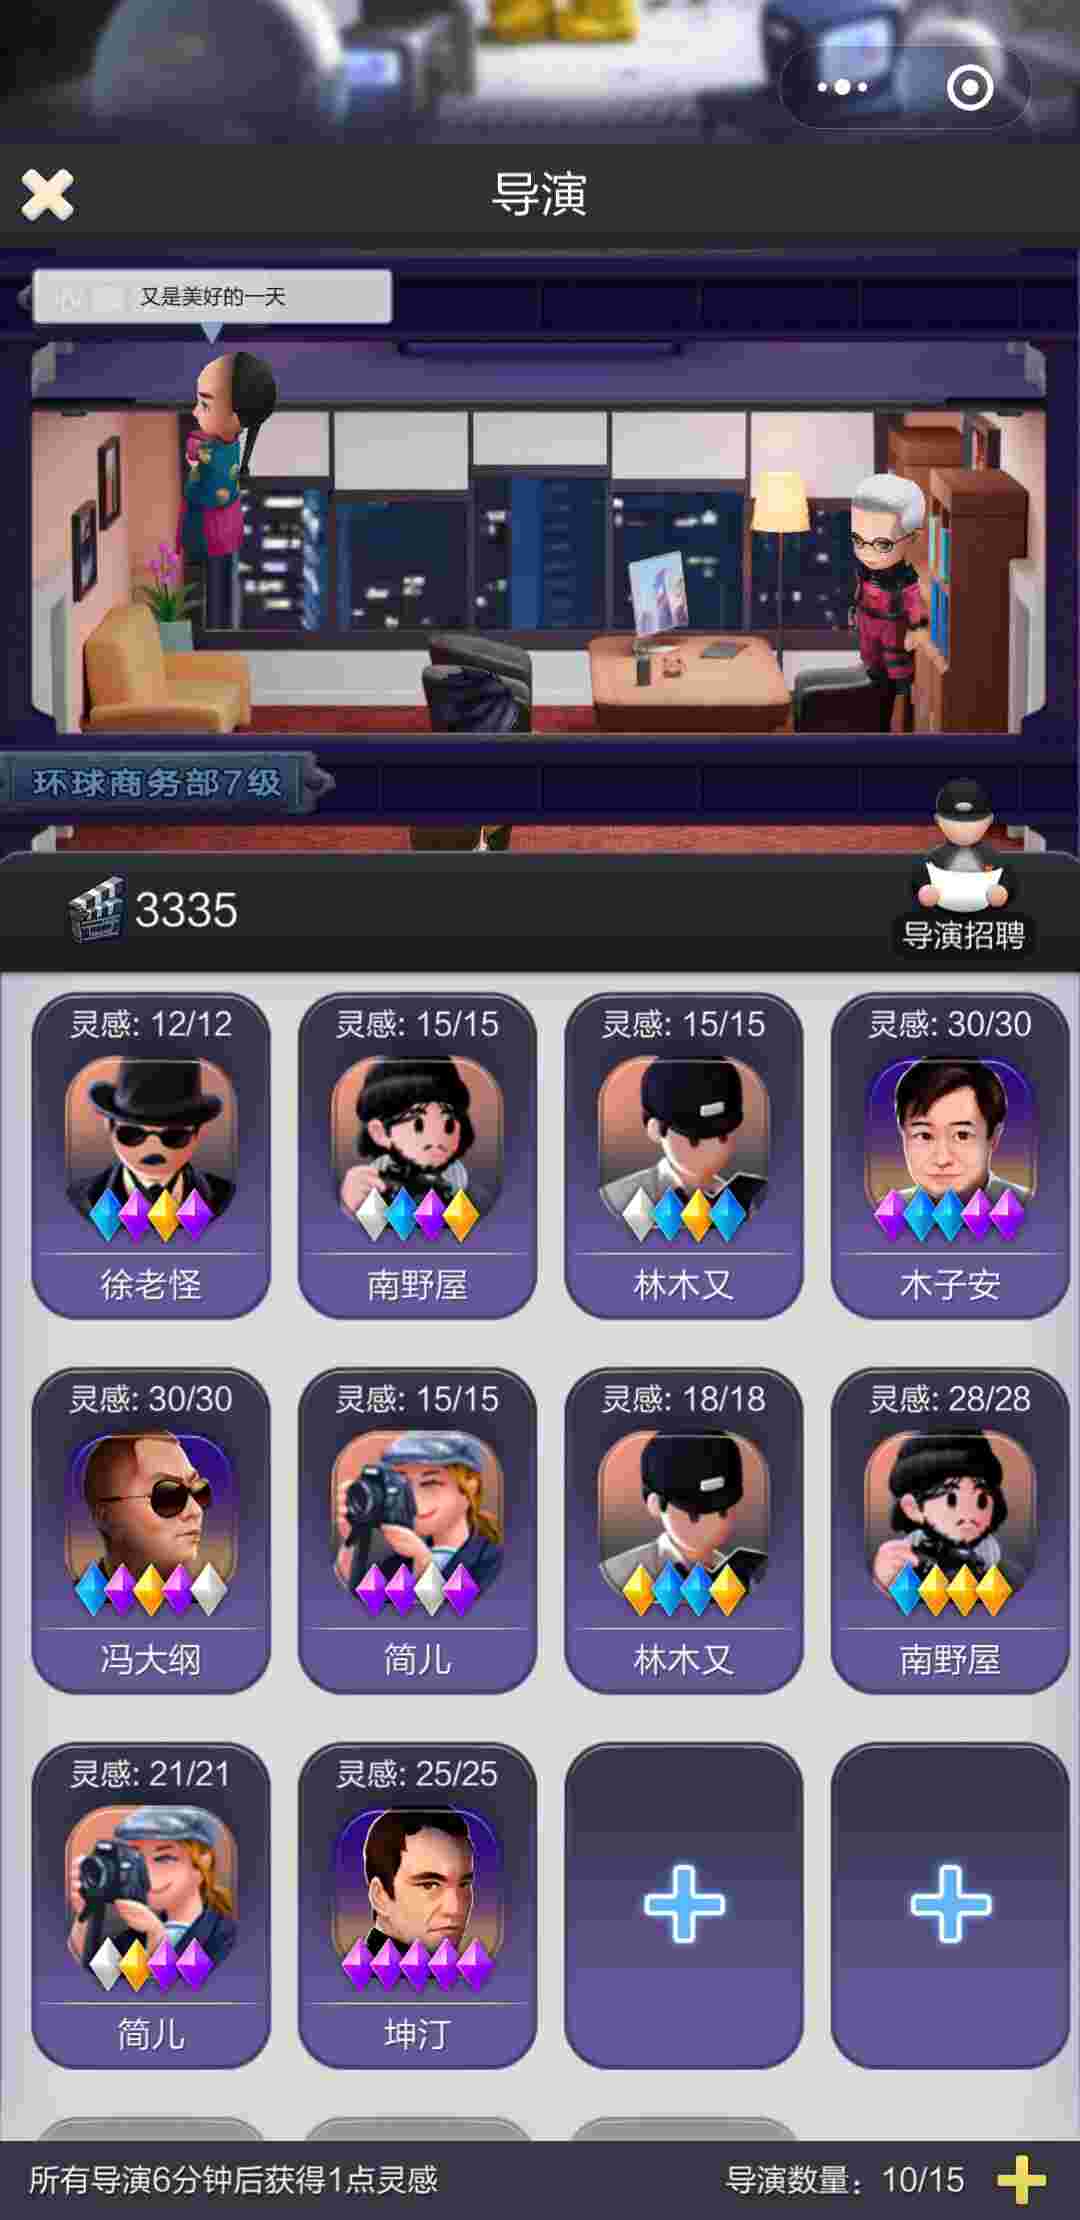 导演
又是美好的一天
环球商务部7级
3335
导演招聘
灵感: 12/12
灵感: 15/15
灵感: 15/15
灵感: 30/30
徐老怪
南野屋
林木又
木子安
灵感: 30/30
灵感: 15/15
灵感: 18/18
灵感: 28/28
冯大纲
简儿
林木又
南野屋
灵感: 21/21
灵感: 25/25
简儿
坤汀
所有导演6分钟后获得1点灵感
导演数量：10/15